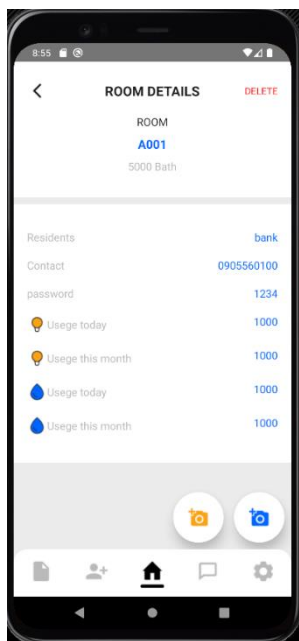 8:55
ROOM DETAILS DELETE
ROOM
A001
5000 Bath
Residents bank
Contact 0905560100
password 1234
Usege today 1000
Usege this month 1000
Usege today 1000
Usege this month 1000